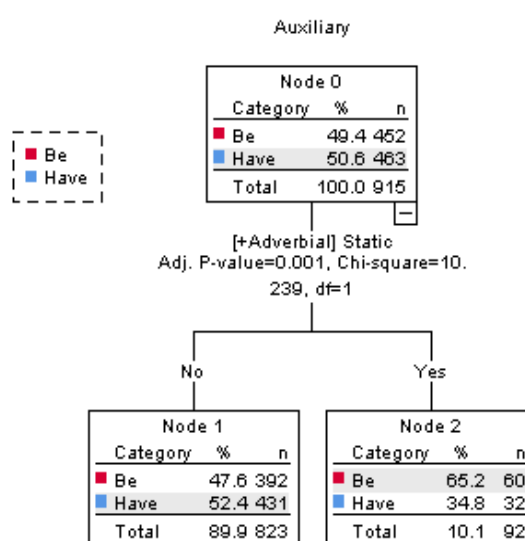 Auxiliary
Be
Have
Node 0
Category % n
Be 49.4 452
Have 50.6 463
Total 100.0 915
[+Adverbial] Static
Adj. P-value=0.001, Chi-square=10.
239, df=1
No
Yes
Node 1
Category % n
Be 47.6 392
Have 52.4 431
Total 89.9 823
Node 2
Category % n
Be 65.2 60
Have 34.8 32
Total 10.1 92